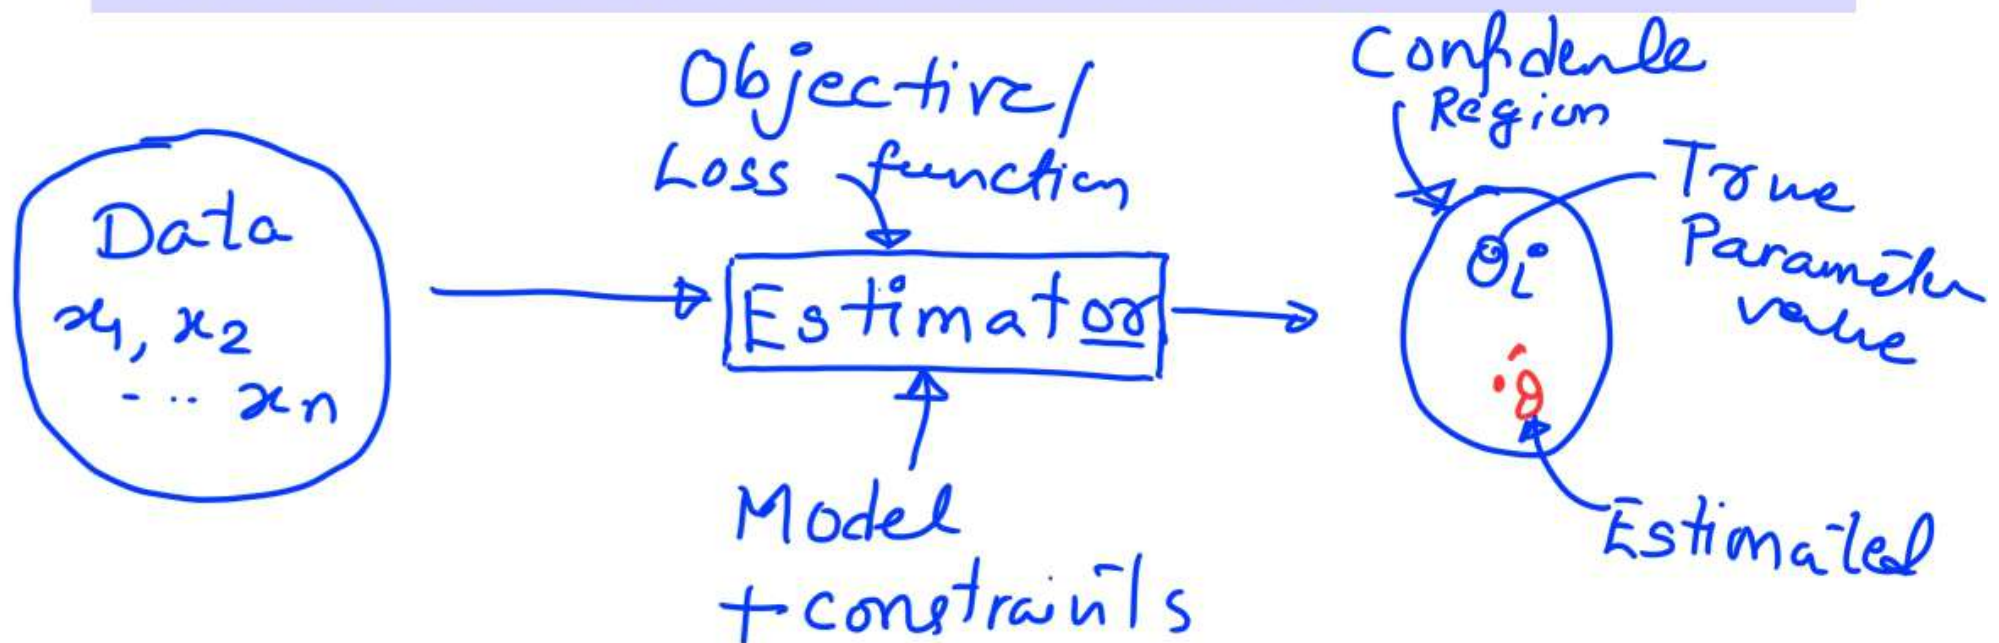 Data
x1, x2
... xn
Objective/
Loss function
Estimator
Model
+ constraints
Confidence
Region
θi
True
Parameter
value
θ̂
Estimated